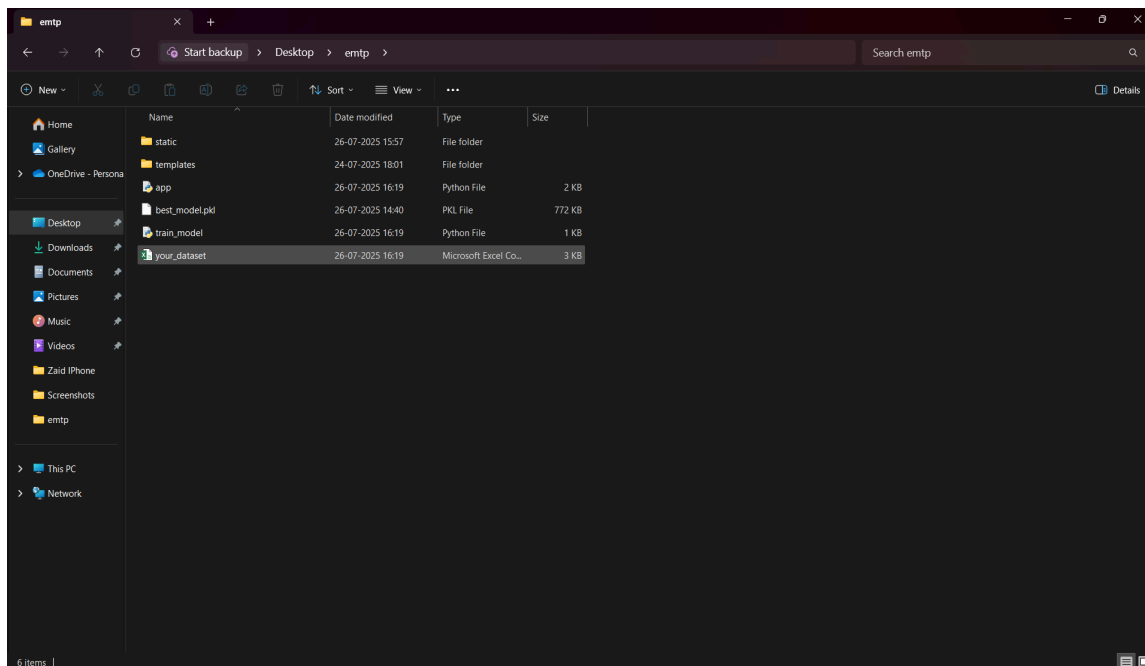 emtp
Start backup > Desktop > emtp >
Search emtp
New
Sort
View
Details
Home
Gallery
OneDrive - Persona
Desktop
Downloads
Documents
Pictures
Music
Videos
Zaid IPhone
Screenshots
emtp
This PC
Network
Name Date modified Type Size
static 26-07-2025 15:57 File folder
templates 24-07-2025 18:01 File folder
app 26-07-2025 16:19 Python File 2 KB
best_model.pkl 26-07-2025 14:40 PKL File 772 KB
train_model 26-07-2025 16:19 Python File 1 KB
your_dataset 26-07-2025 16:19 Microsoft Excel Co... 3 KB
6 items